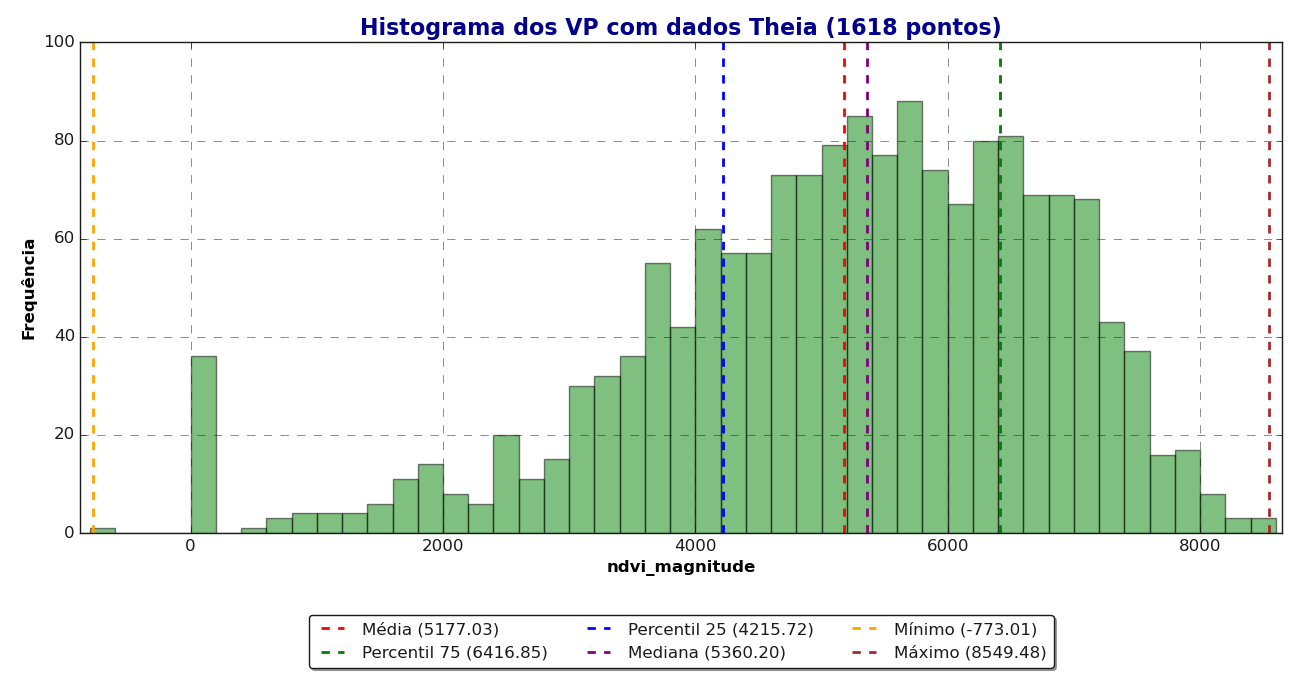 Histograma dos VP com dados Theia (1618 pontos)
100
80
60
40
20
0
Frequência
0 2000 4000 6000 8000
ndvi_magnitude
Média (5177.03) Percentil 25 (4215.72) Mínimo (-773.01)
Percentil 75 (6416.85) Mediana (5360.20) Máximo (8549.48)